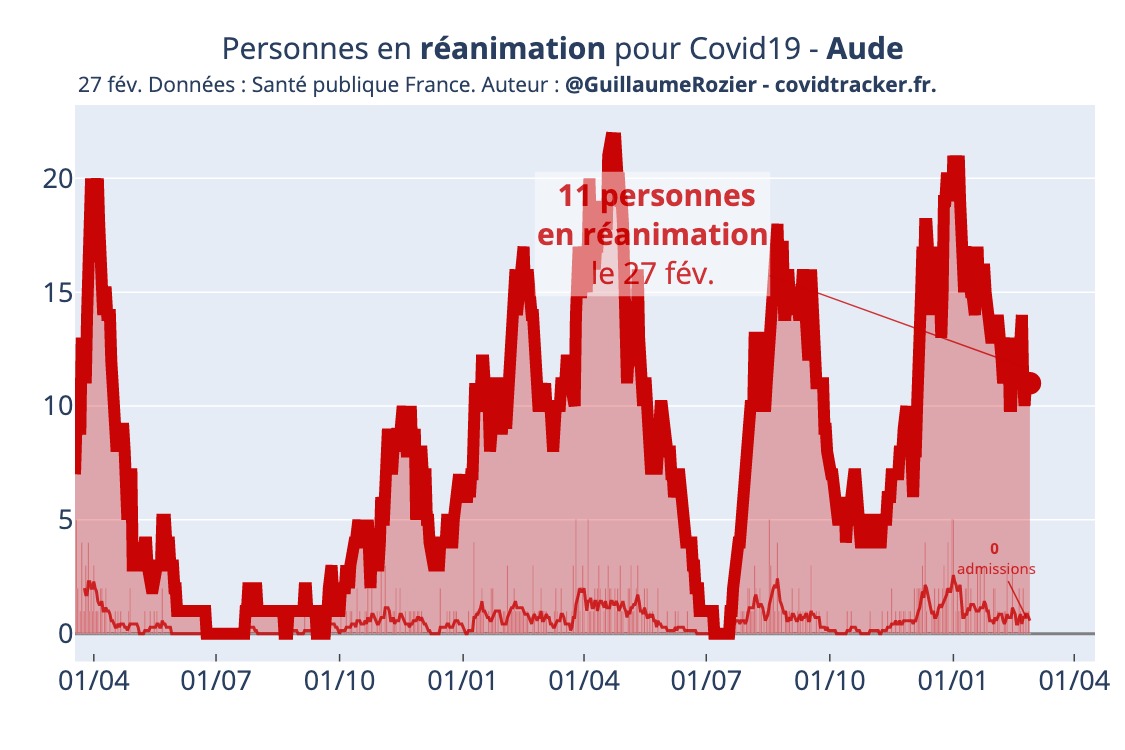 Personnes en réanimation pour Covid19 - Aude
27 fév. Données : Santé publique France. Auteur : @GuillaumeRozier - covidtracker.fr.
20
15
10
5
0
11 personnes
en réanimation
le 27 fév.
0
admissions
01/04
01/07
01/10
01/01
01/04
01/07
01/10
01/01
01/04